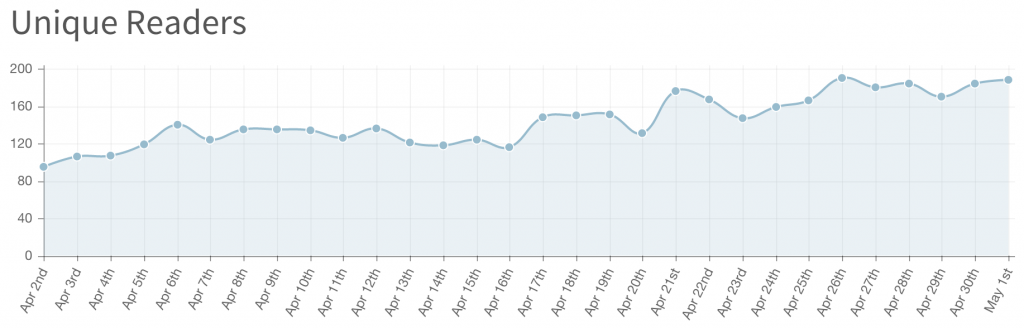 Unique Readers
200
160
120
80
40
0
Apr 2nd
Apr 3rd
Apr 4th
Apr 5th
Apr 6th
Apr 7th
Apr 8th
Apr 9th
Apr 10th
Apr 11th
Apr 12th
Apr 13th
Apr 14th
Apr 15th
Apr 16th
Apr 17th
Apr 18th
Apr 19th
Apr 20th
Apr 21st
Apr 22nd
Apr 23rd
Apr 24th
Apr 25th
Apr 26th
Apr 27th
Apr 28th
Apr 29th
Apr 30th
May 1st